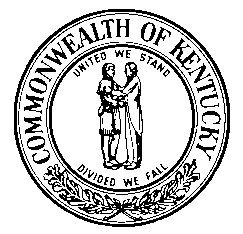 COMMONWEALTH OF KENTUCKY
UNITED WE STAND
DIVIDED WE FALL